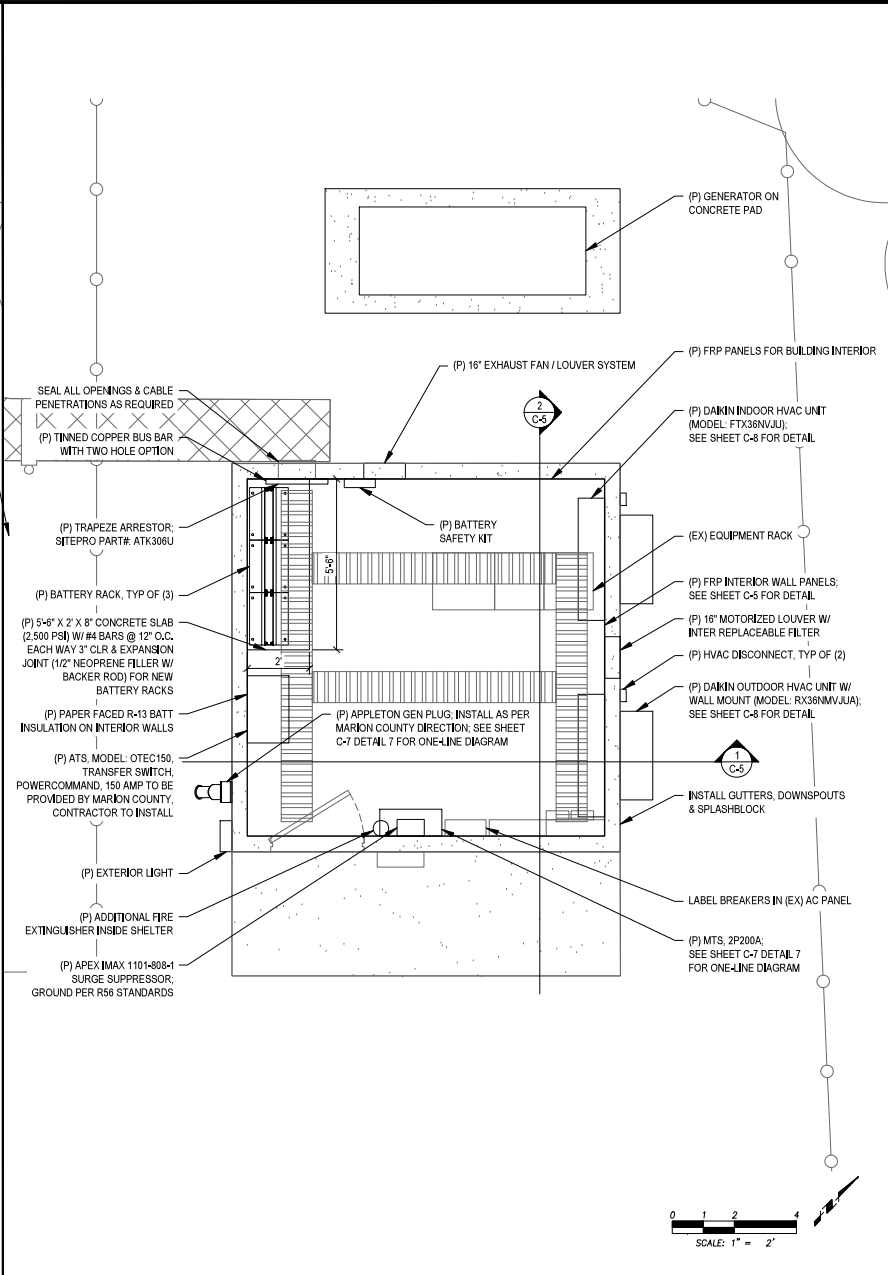 (P) GENERATOR ON
CONCRETE PAD
(P) FRP PANELS FOR BUILDING INTERIOR
(P) 16" EXHAUST FAN / LOUVER SYSTEM
SEAL ALL OPENINGS & CABLE
PENETRATIONS AS REQUIRED
2
C-5
(P) DAIKIN INDOOR HVAC UNIT
(MODEL: FTX36NVJU);
SEE SHEET C-8 FOR DETAIL
(P) TINNED COPPER BUS BAR
WITH TWO HOLE OPTION
(P) TRAPEZE ARRESTOR;
SITEPRO PART#: ATK306U
(P) BATTERY
SAFETY KIT
(EX) EQUIPMENT RACK
5'-6"
(P) BATTERY RACK, TYP OF (3)
(P) FRP INTERIOR WALL PANELS;
SEE SHEET C-5 FOR DETAIL
(P) 5'-6" X 2' X 8" CONCRETE SLAB
(2,500 PSI) W/ #4 BARS @ 12" O.C.
EACH WAY 3" CLR & EXPANSION
JOINT (1/2" NEOPRENE FILLER W/
BACKER ROD) FOR NEW
BATTERY RACKS
(P) 16" MOTORIZED LOUVER W/
INTER REPLACEABLE FILTER
(P) HVAC DISCONNECT, TYP OF (2)
2'
(P) DAIKIN OUTDOOR HVAC UNIT W/
WALL MOUNT (MODEL: RX36NMVJUA);
SEE SHEET C-8 FOR DETAIL
(P) PAPER FACED R-13 BATT
INSULATION ON INTERIOR WALLS
(P) APPLETON GEN PLUG; INSTALL AS PER
MARION COUNTY DIRECTION; SEE SHEET
C-7 DETAIL 7 FOR ONE-LINE DIAGRAM
(P) ATS, MODEL: OTEC150,
TRANSFER SWITCH,
POWERCOMMAND, 150 AMP TO BE
PROVIDED BY MARION COUNTY,
CONTRACTOR TO INSTALL
1
C-5
INSTALL GUTTERS, DOWNSPOUTS
& SPLASHBLOCK
(P) EXTERIOR LIGHT
LABEL BREAKERS IN (EX) AC PANEL
(P) ADDITIONAL FIRE
EXTINGUISHER INSIDE SHELTER
(P) MTS, 2P200A;
SEE SHEET C-7 DETAIL 7
FOR ONE-LINE DIAGRAM
(P) APEX IMAX 1101-808-1
SURGE SUPPRESSOR;
GROUND PER R56 STANDARDS
0 1 2 4
SCALE: 1" = 2'